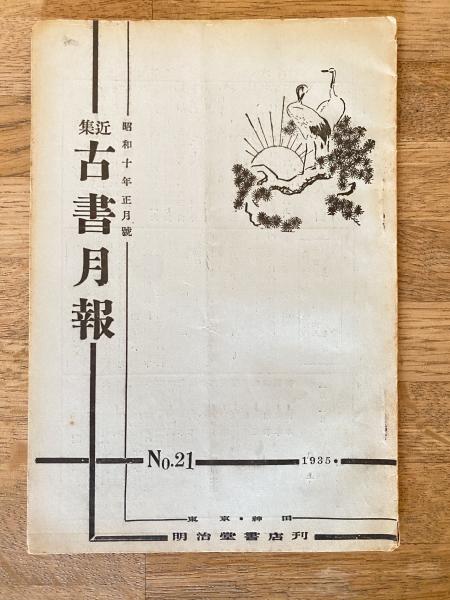 近集
古書月報
昭和十年正月號
No.21
1935.
東京・神田
明治堂書店刊